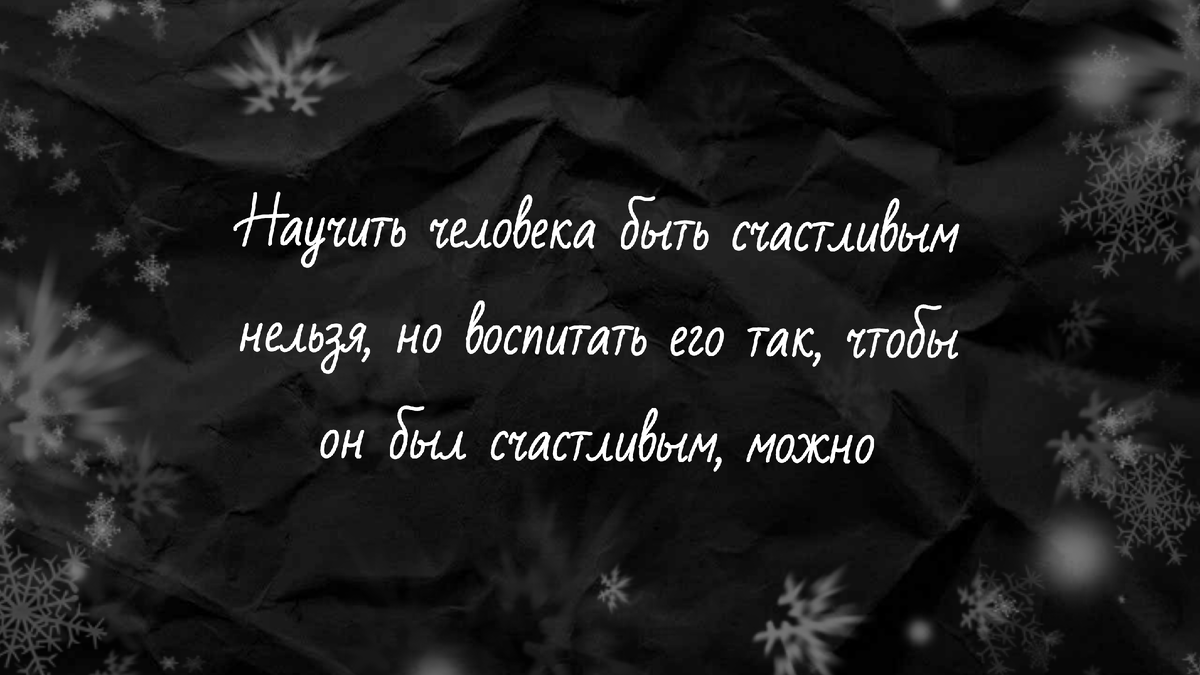 Научить человека быть счастливым
нельзя, но воспитать его так, чтобы
он был счастливым, можно